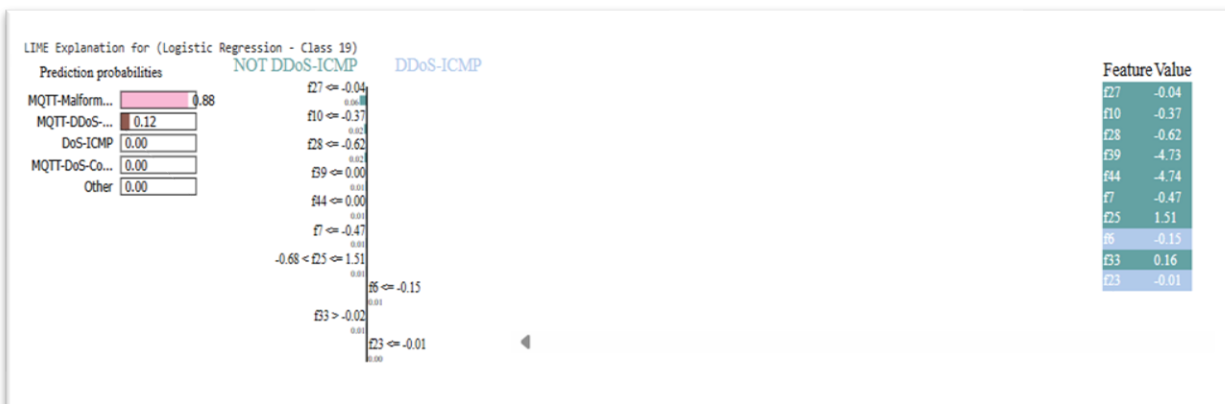 LIME Explanation for (Logistic Regression - Class 19)
Prediction probabilities
MQTT-Malform... 0.88
MQTT-DDoS-... 0.12
DoS-ICMP 0.00
MQTT-DoS-Co... 0.00
Other 0.00
NOT DDoS-ICMP DDoS-ICMP
f27 <= -0.04
0.06
f10 <= -0.37
0.02
f28 <= -0.62
0.02
f39 <= 0.00
0.01
f44 <= 0.00
0.01
f7 <= -0.47
0.01
-0.68 < f25 <= 1.51
0.01
f6 <= -0.15
0.01
f33 > -0.02
0.01
f23 <= -0.01
0.00
Feature Value
f27 -0.04
f10 -0.37
f28 -0.62
f39 -4.73
f44 -4.74
f7 -0.47
f25 1.51
f6 -0.15
f33 0.16
f23 -0.01